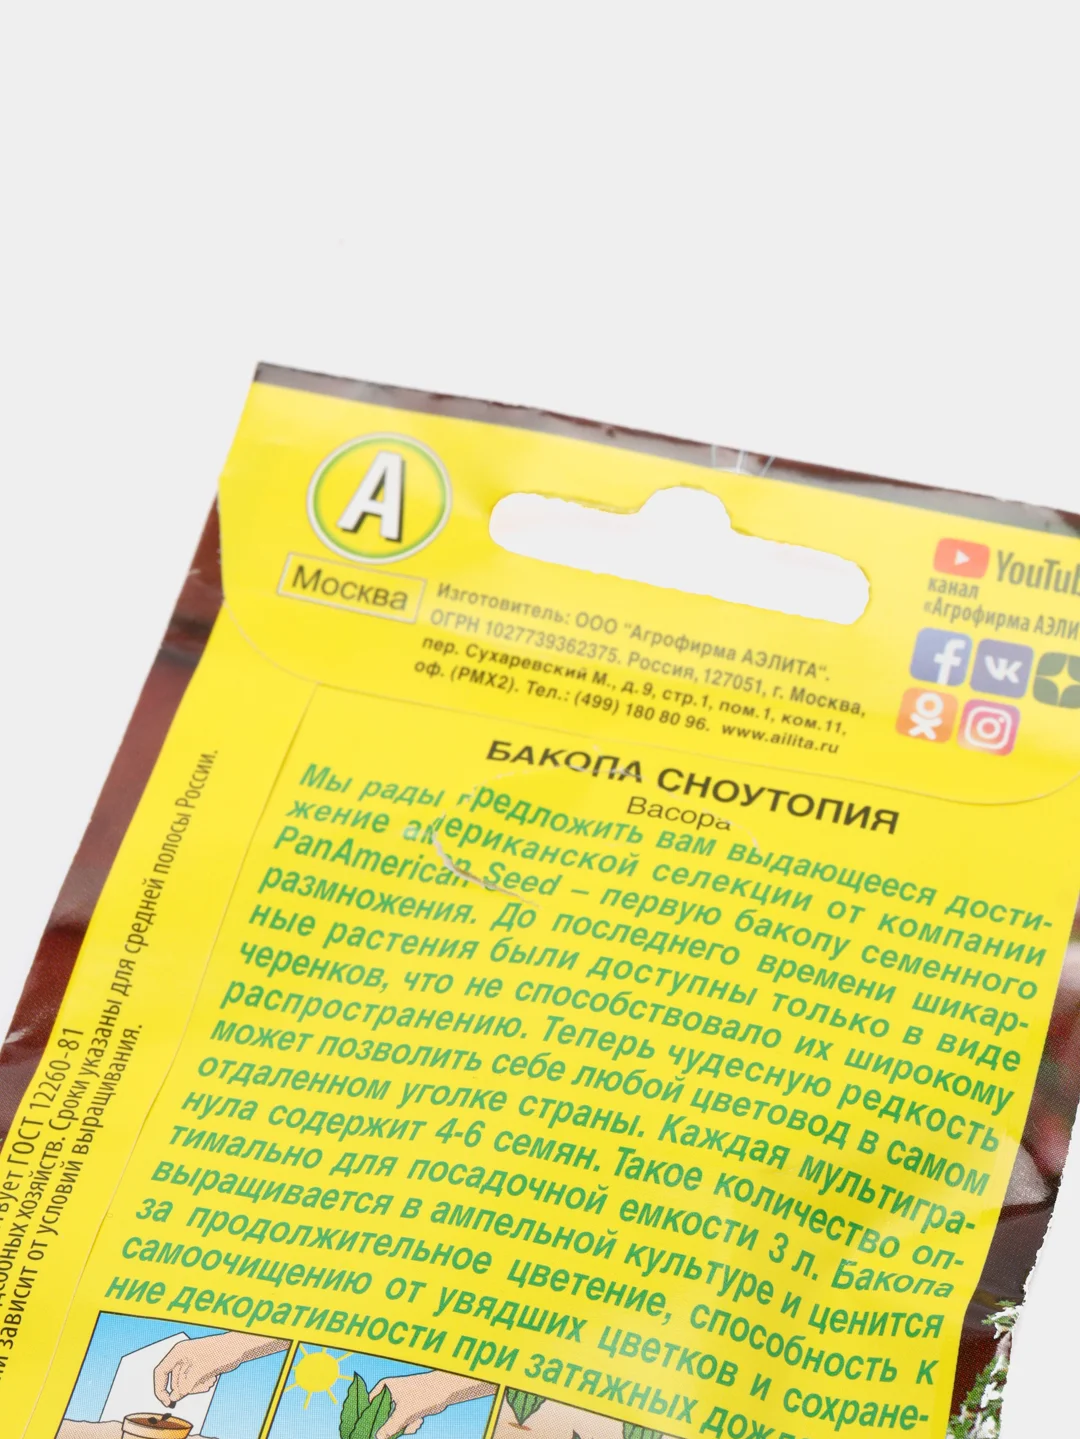 А
Москва
Изготовитель: ООО "Агрофирма АЭЛИТА".
ОГРН 1027739362375. Россия, 127051, г. Москва,
пер. Сухаревский М., д.9, стр.1, пом.1, ком.11,
оф. (РМХ2). Тел.: (499) 180 80 96. www.ailita.ru
YouTub
канал
«Агрофирма АЭЛИ
БАКОПА СНОУТОПИЯ
Bacopa
Мы рады предложить вам выдающееся дости-
жение американской селекции от компании
PanAmerican Seed – первую бакопу семенного
размножения. До последнего времени шикар-
ные растения были доступны только в виде
черенков, что не способствовало их широкому
распространению. Теперь чудесную редкость
может позволить себе любой цветовод в самом
отдаленном уголке страны. Каждая мультигра-
нула содержит 4-6 семян. Такое количество оп-
тимально для посадочной емкости 3 л. Бакопа
выращивается в ампельной культуре и ценится
за продолжительное цветение, способность к
самоочищению от увядших цветков и сохране-
ние декоративности при затяжных дож
твует ГОСТ 12260-81
собных хозяйств. Сроки указаны для средней полосы России.
зависит от условий выращивания.